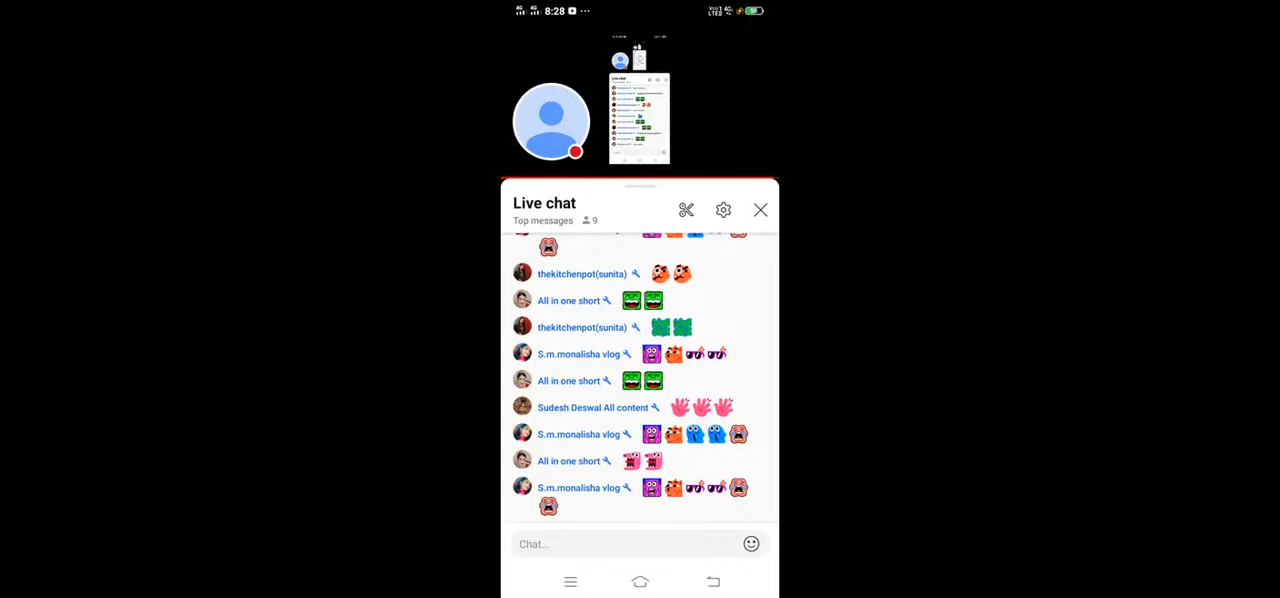 8:28
Live chat
Top messages 9
thekitchenpot(sunita)
All in one short
thekitchenpot(sunita)
S.m.monalisha vlog
All in one short
Sudesh Deswal All content
S.m.monalisha vlog
All in one short
S.m.monalisha vlog
Chat...